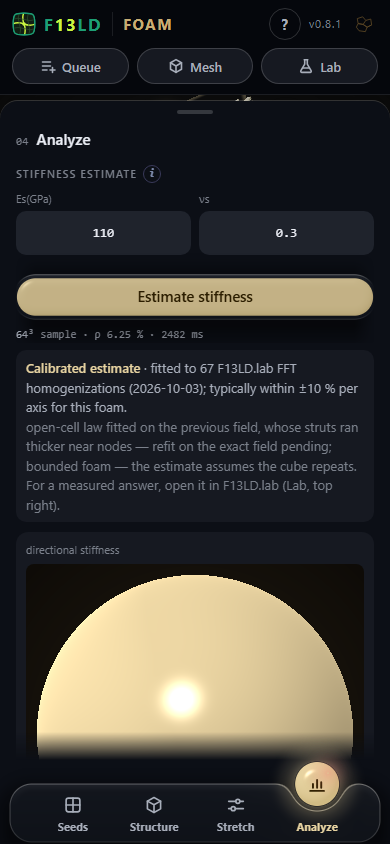 F13LD FOAM ? v0.8.1
Queue Mesh Lab
04 Analyze
STIFFNESS ESTIMATE i
Es(GPa) νs
110 0.3
Estimate stiffness
64³ sample · ρ 6.25 % · 2482 ms
Calibrated estimate · fitted to 67 F13LD.lab FFT
homogenizations (2026-10-03); typically within ±10 % per
axis for this foam.
open-cell law fitted on the previous field, whose struts ran
thicker near nodes — refit on the exact field pending;
bounded foam — the estimate assumes the cube repeats.
For a measured answer, open it in F13LD.lab (Lab, top
right).
directional stiffness
Seeds Structure Stretch Analyze